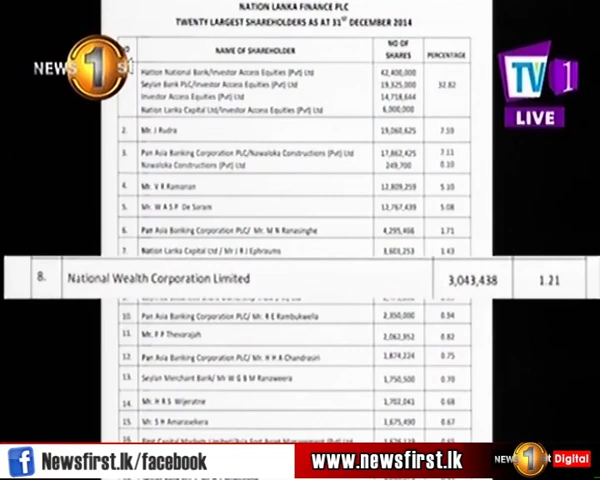 NATION LANKA FINANCE PLC
TWENTY LARGEST SHAREHOLDERS AS AT 31ST DECEMBER 2014
NAME OF SHAREHOLDER NO OF SHARES PERCENTAGE
Hatton National Bank/Investor Access Equities (Pvt) Ltd 42,400,000
Seylan Bank PLC/Investor Access Equities (Pvt) Ltd 19,325,000 32.82
Investor Access Equities (Pvt) Ltd 14,718,644
Nation Lanka Capital Ltd/Investor Access Equities (Pvt) Ltd 6,000,000
2. Mr. J Rudra 19,060,625 7.59
3. Pan Asia Banking Corporation PLC/Nawaloka Constructions (Pvt) Ltd 17,862,425 7.11
Nawaloka Constructions (Pvt) Ltd 249,700 0.10
4. Mr. V R Ramanan 12,809,259 5.10
5. Mr. W A S P De Saram 12,767,439 5.08
6. Pan Asia Banking Corporation PLC/ Mr. M N Ranasinghe 4,295,466 1.71
7. Nation Lanka Capital Ltd / Mr J B J Ephraums 3,603,253 1.43
8. National Wealth Corporation Limited 3,043,438 1.21
10. Pan Asia Banking Corporation PLC/ Mr. R E Rambukwella 2,350,000 0.94
11. Mr. P P Thevarajah 2,062,952 0.82
12. Pan Asia Banking Corporation PLC/ Mr. H H A Chandrasiri 1,874,224 0.75
13. Seylan Merchant Bank/ Mr W G B M Ranaweera 1,750,500 0.70
14. Mr. H R S Wijeratne 1,702,041 0.68
15. Mr. S H Amarasekera 1,675,490 0.67
NEWS 1st
TV 1
LIVE
Newsfirst.lk/facebook
www.newsfirst.lk
NEWS 1st Digital